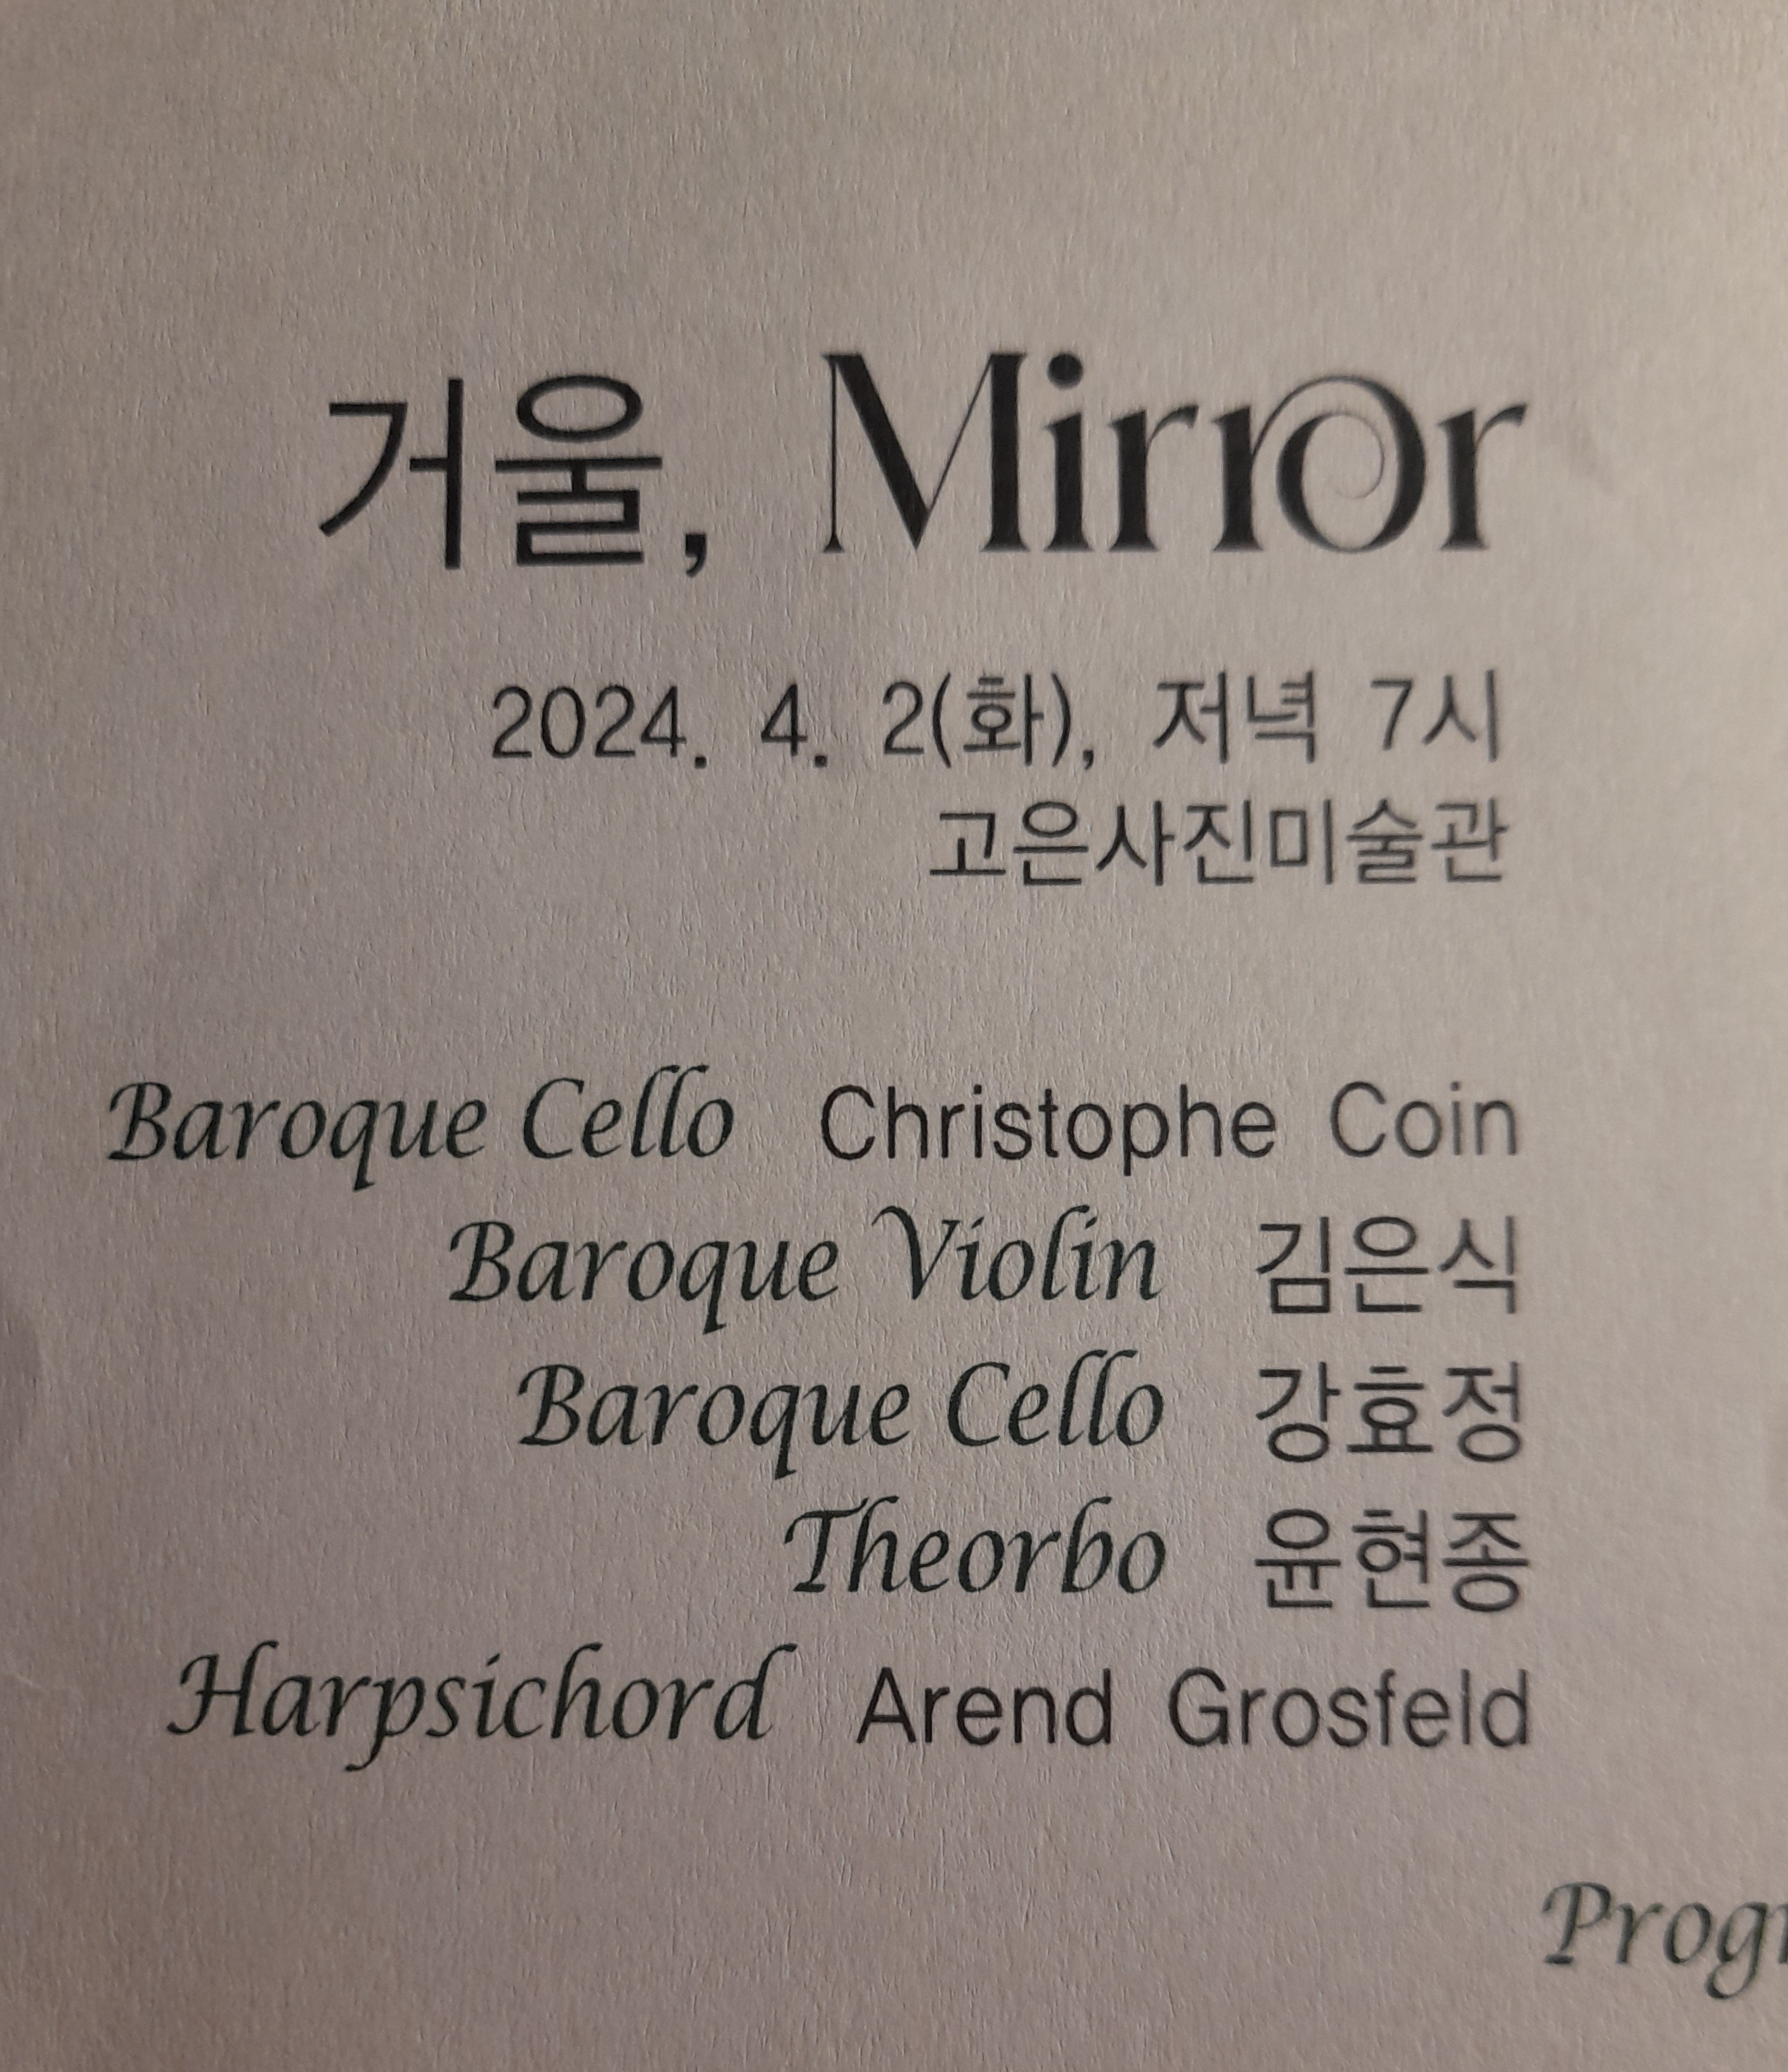 거울, Mirror
2024. 4. 2(화), 저녁 7시
고은사진미술관
Baroque Cello Christophe Coin
Baroque Violin 김은식
Baroque Cello 강효정
Theorbo 윤현종
Harpsichord Arend Grosfeld